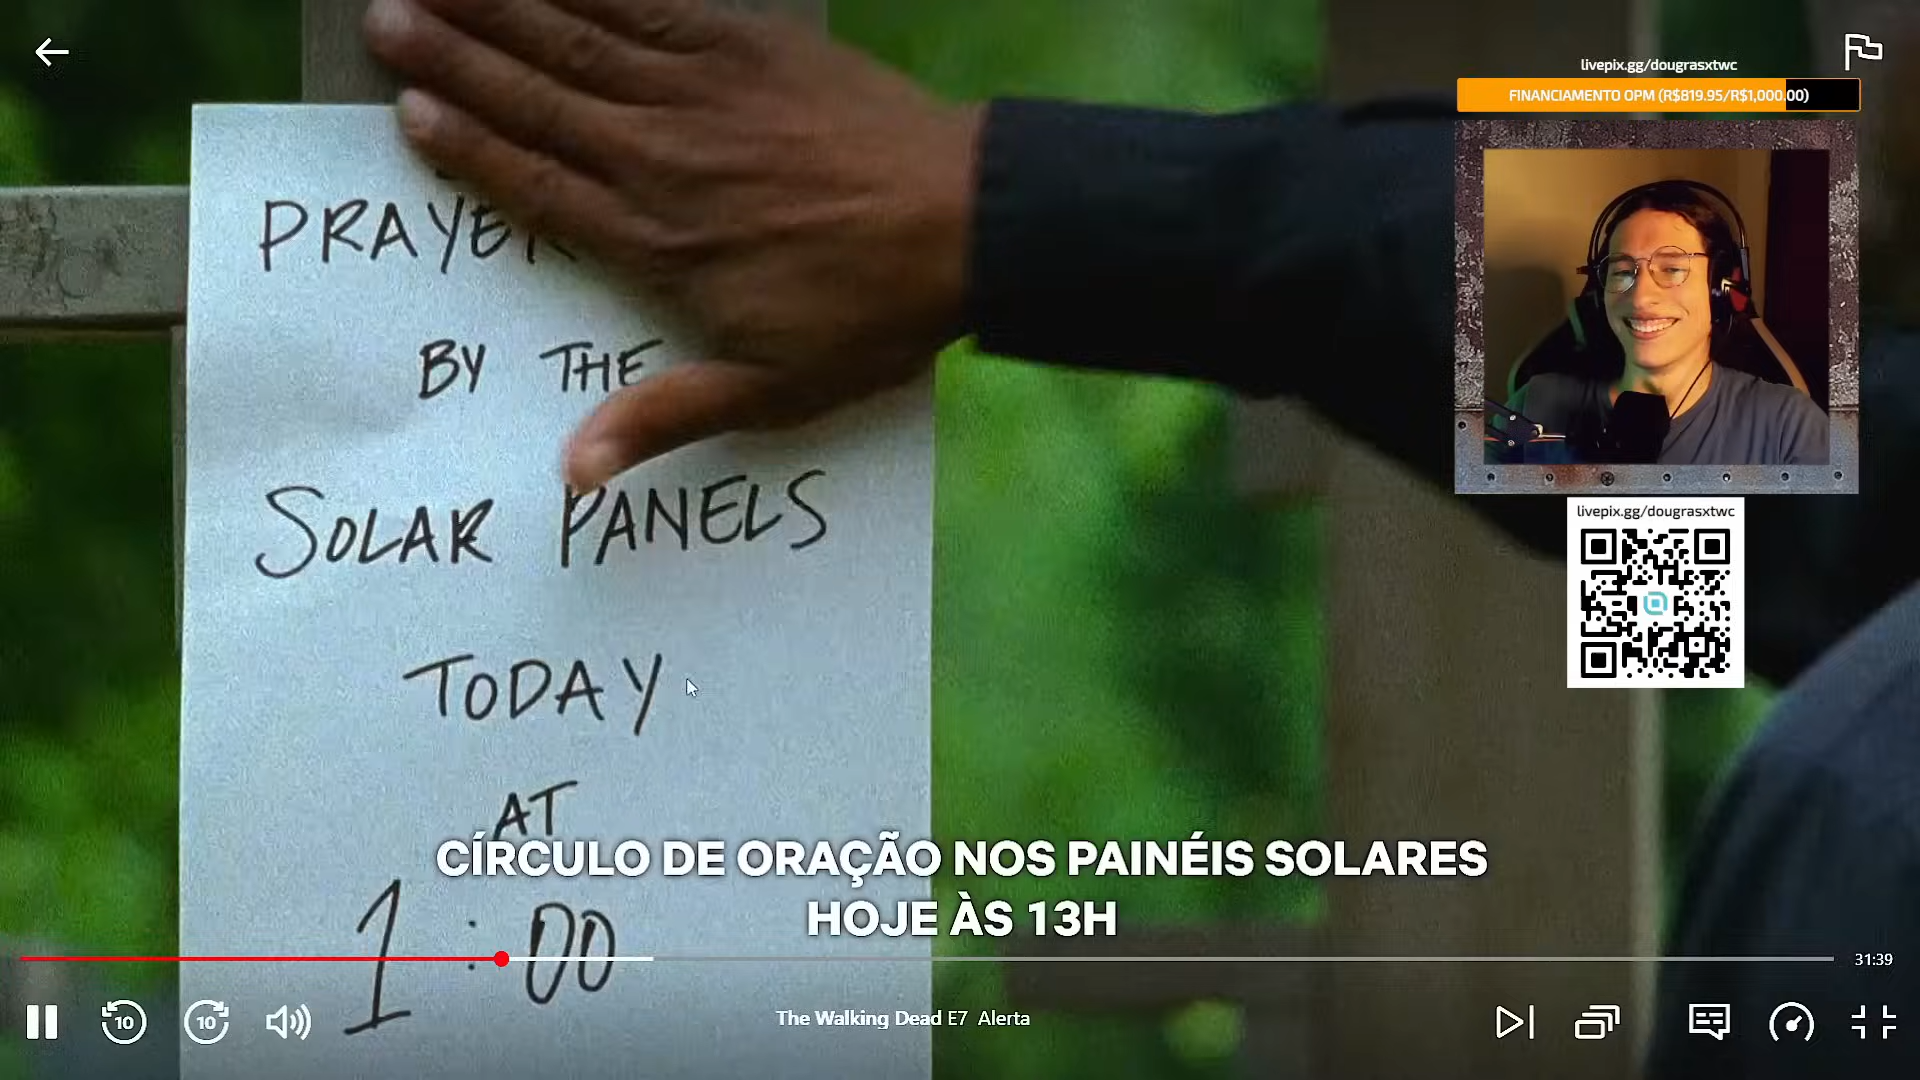 livepix.gg/dougrasxtwc
FINANCIAMENTO OPM (R$819.95/R$1,000.00)
PRAYER
BY THE
SOLAR PANELS
TODAY
AT
1:00
livepix.gg/dougrasxtwc
CÍRCULO DE ORAÇÃO NOS PAINÉIS SOLARES
HOJE ÀS 13H
31:39
10
10
The Walking Dead E7 Alerta